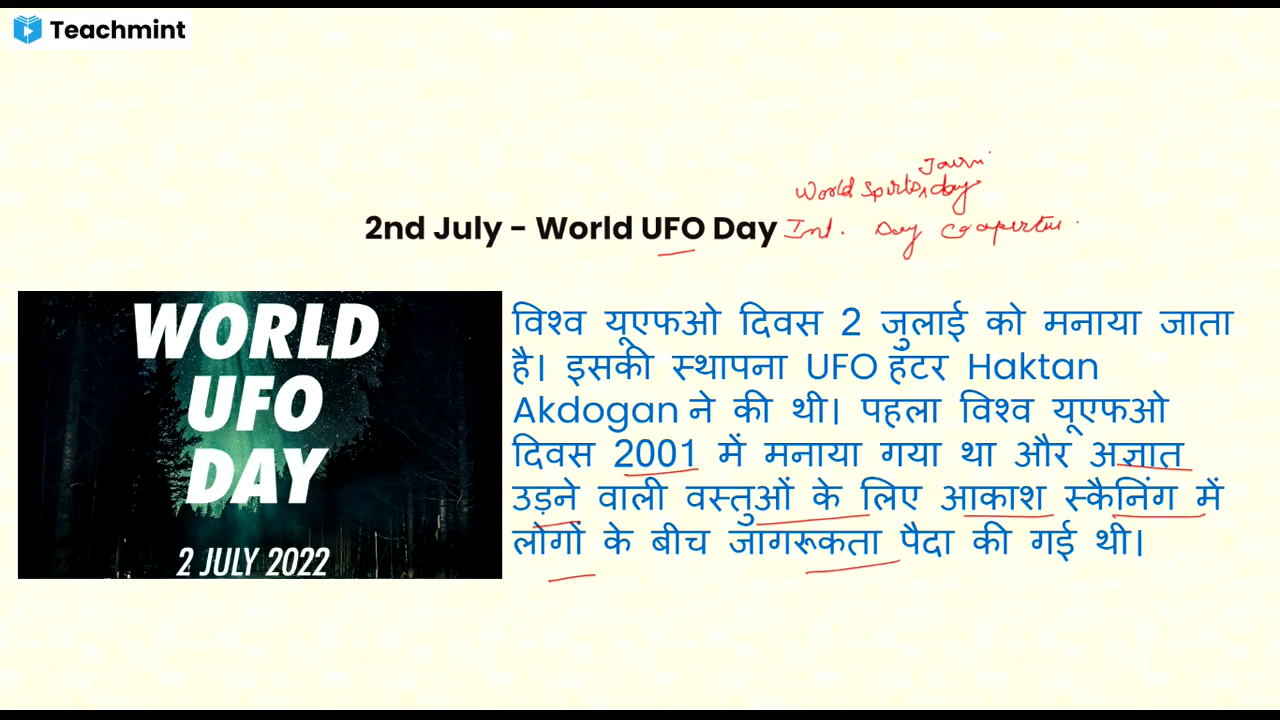 Teachmint
Journ
World Sports day
2nd July - World UFO Day Int. Day
WORLD
UFO
DAY
2 JULY 2022
विश्व यूएफओ दिवस 2 जुलाई को मनाया जाता
है। इसकी स्थापना UFO हंटर Haktan
Akdogan ने की थी। पहला विश्व यूएफओ
दिवस 2001 में मनाया गया था और अज्ञात
उड़ने वाली वस्तुओं के लिए आकाश स्कैनिंग में
लोगों के बीच जागरूकता पैदा की गई थी।